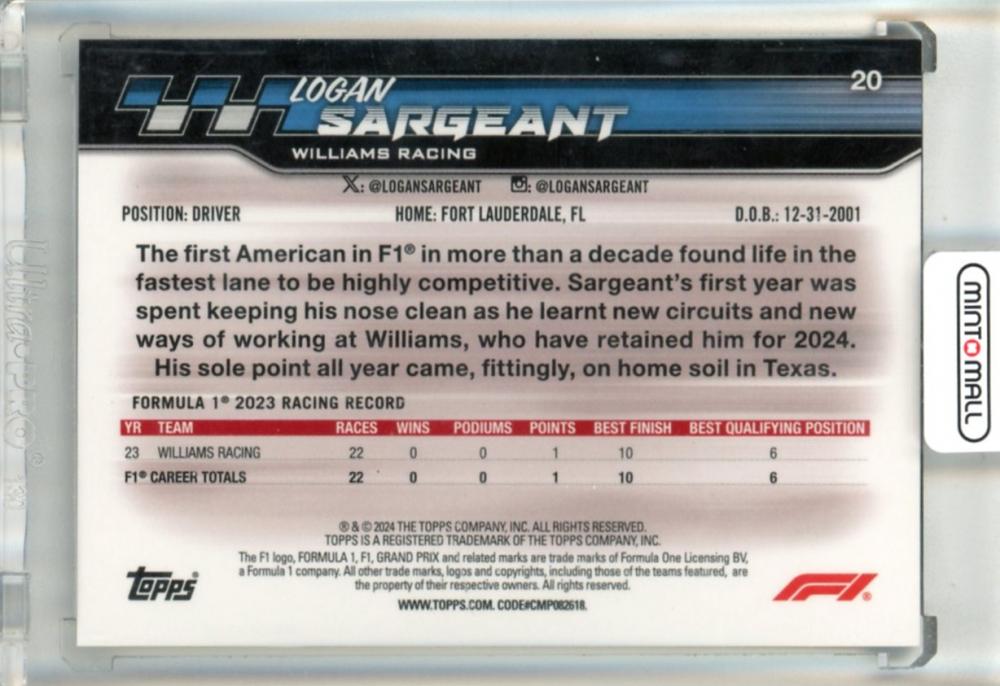 20
LOGAN
SARGEANT
WILLIAMS RACING
X: @LOGANSARGEANT : @LOGANSARGEANT
POSITION: DRIVER HOME: FORT LAUDERDALE, FL D.O.B.: 12-31-2001
The first American in F1® in more than a decade found life in the
fastest lane to be highly competitive. Sargeant's first year was
spent keeping his nose clean as he learnt new circuits and new
ways of working at Williams, who have retained him for 2024.
His sole point all year came, fittingly, on home soil in Texas.
FORMULA 1® 2023 RACING RECORD
YR TEAM RACES WINS PODIUMS POINTS BEST FINISH BEST QUALIFYING POSITION
23 WILLIAMS RACING 22 0 0 1 10 6
F1® CAREER TOTALS 22 0 0 1 10 6
® & © 2024 THE TOPPS COMPANY, INC. ALL RIGHTS RESERVED.
TOPPS IS A REGISTERED TRADEMARK OF THE TOPPS COMPANY, INC.
The F1 logo, FORMULA 1, F1, GRAND PRIX and related marks are trade marks of Formula One Licensing BV,
a Formula 1 company. All other trade marks, logos and copyrights, including those of the teams featured, are
the property of their respective owners. All rights reserved.
WWW.TOPPS.COM. CODE#CMP082618.
topps®
F1®
MINT MALL
Ultra·PRO®